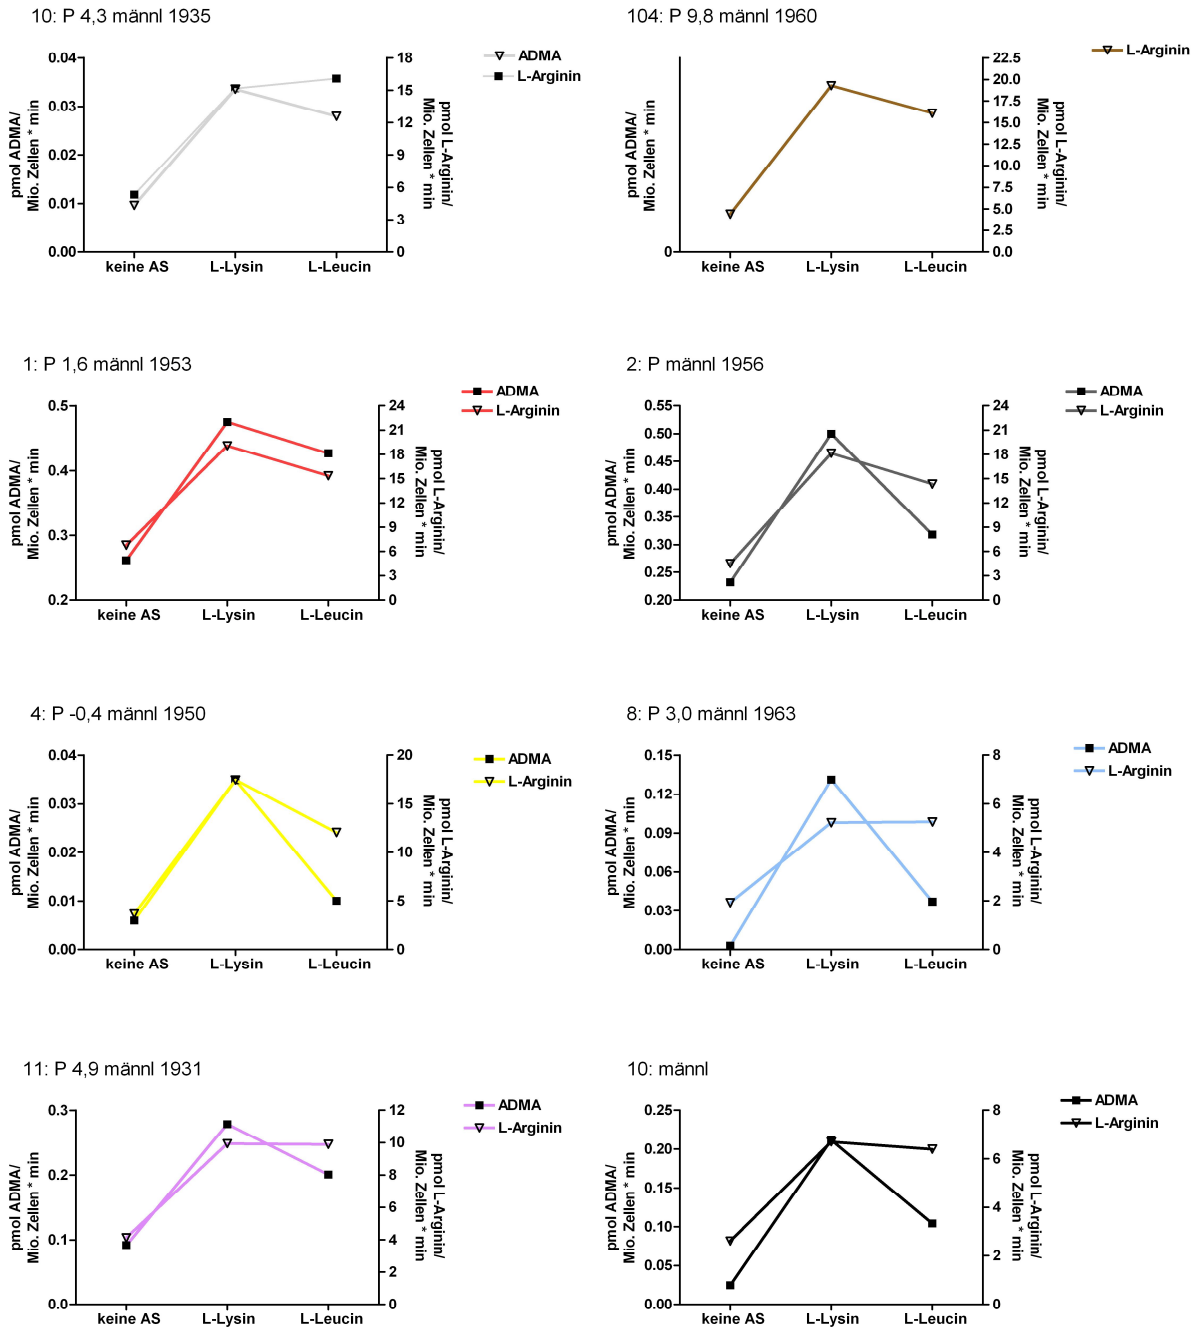 10: P 4,3 männl 1935
0.04
0.03
0.02
0.01
0.00
pmol ADMA/
Mio. Zellen * min
18
15
12
9
6
3
0
pmol L-Arginin/
Mio. Zellen * min
keine AS L-Lysin L-Leucin
ADMA
L-Arginin
104: P 9,8 männl 1960
0
pmol ADMA/
Mio. Zellen * min
22.5
20.0
17.5
15.0
12.5
10.0
7.5
5.0
2.5
0.0
pmol L-Arginin/
Mio. Zellen * min
keine AS L-Lysin L-Leucin
L-Arginin
1: P 1,6 männl 1953
0.5
0.4
0.3
0.2
pmol ADMA/
Mio. Zellen * min
24
21
18
15
12
9
6
3
0
pmol L-Arginin/
Mio. Zellen * min
keine AS L-Lysin L-Leucin
ADMA
L-Arginin
2: P männl 1956
0.55
0.50
0.45
0.40
0.35
0.30
0.25
0.20
pmol ADMA/
Mio. Zellen * min
24
21
18
15
12
9
6
3
0
pmol L-Arginin/
Mio. Zellen * min
keine AS L-Lysin L-Leucin
ADMA
L-Arginin
4: P -0,4 männl 1950
0.04
0.03
0.02
0.01
0.00
pmol ADMA/
Mio. Zellen * min
20
15
10
5
0
pmol L-Arginin/
Mio. Zellen * min
keine AS L-Lysin L-Leucin
ADMA
L-Arginin
8: P 3,0 männl 1963
0.15
0.12
0.09
0.06
0.03
0.00
pmol ADMA/
Mio. Zellen * min
8
6
4
2
0
pmol L-Arginin/
Mio. Zellen * min
keine AS L-Lysin L-Leucin
ADMA
L-Arginin
11: P 4,9 männl 1931
0.3
0.2
0.1
0.0
pmol ADMA/
Mio. Zellen * min
12
10
8
6
4
2
0
pmol L-Arginin/
Mio. Zellen * min
keine AS L-Lysin L-Leucin
ADMA
L-Arginin
10: männl
0.25
0.20
0.15
0.10
0.05
0.00
pmol ADMA/
Mio. Zellen * min
8
6
4
2
0
pmol L-Arginin/
Mio. Zellen * min
keine AS L-Lysin L-Leucin
ADMA
L-Arginin